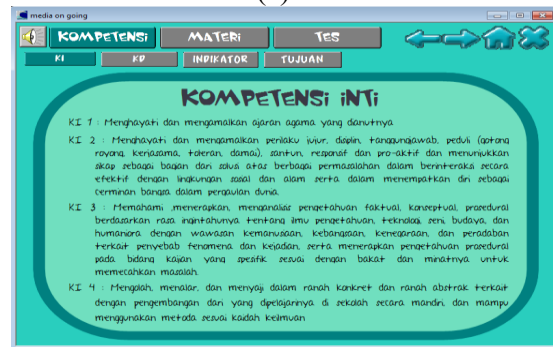 media on going
KOMPETENSI MATERI TES
KI KD INDIKATOR TUJUAN
KOMPETENSI INTI
KI 1 : Menghayati dan mengamalkan ajaran agama yang dianutnya
KI 2 : Menghayati dan mengamalkan perilaku jujur, disiplin, tanggungjawab, peduli (gotong
royong, kerjasama, toleran, damai), santun, responsif dan pro-aktif dan menunjukkan
sikap sebagai bagian dari solusi atas berbagai permasalahan dalam berinteraksi secara
efektif dengan lingkungan sosial dan alam serta dalam menempatkan diri sebagai
cerminan bangsa dalam pergaulan dunia.
KI 3 : Memahami ,menerapkan, menganalisis pengetahuan faktual, konseptual, prosedural
berdasarkan rasa ingintahunya tentang ilmu pengetahuan, teknologi, seni, budaya, dan
humaniora dengan wawasan kemanusiaan, kebangsaan, kenegaraan, dan peradaban
terkait penyebab fenomena dan kejadian, serta menerapkan pengetahuan prosedural
pada bidang kajian yang spesifik sesuai dengan bakat dan minatnya untuk
memecahkan masalah.
KI 4 : Mengolah, menalar, dan menyaji dalam ranah konkret dan ranah abstrak terkait
dengan pengembangan dari yang dipelajarinya di sekolah secara mandiri, dan mampu
menggunakan metoda sesuai kaidah keilmuan